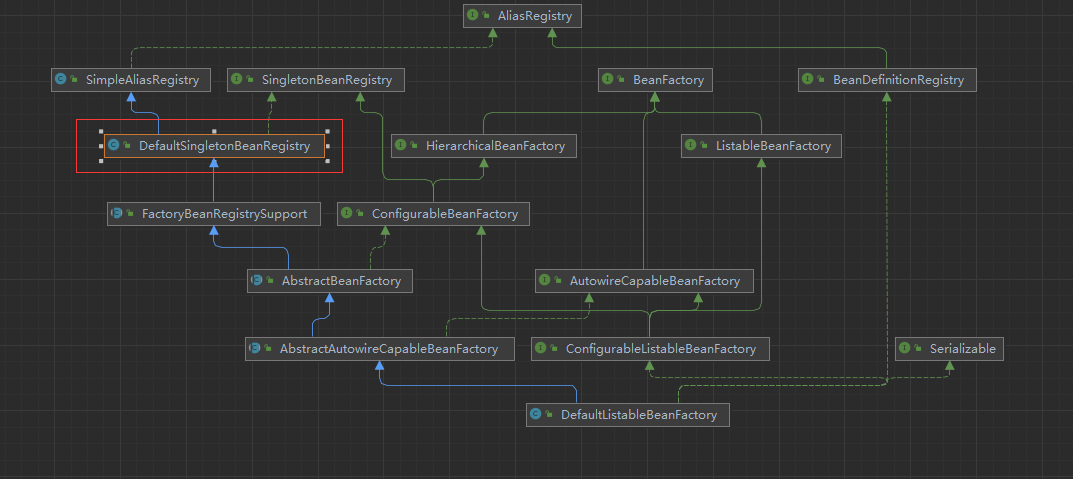 AliasRegistry
SimpleAliasRegistry
SingletonBeanRegistry
BeanFactory
BeanDefinitionRegistry
DefaultSingletonBeanRegistry
HierarchicalBeanFactory
ListableBeanFactory
FactoryBeanRegistrySupport
ConfigurableBeanFactory
AbstractBeanFactory
AutowireCapableBeanFactory
AbstractAutowireCapableBeanFactory
ConfigurableListableBeanFactory
Serializable
DefaultListableBeanFactory